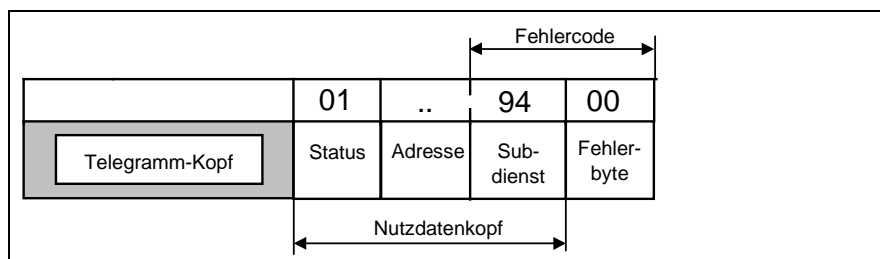 Fehlercode
01 .. 94 00
Telegramm-Kopf
Status
Adresse
Sub-
dienst
Fehler-
byte
Nutzdatenkopf